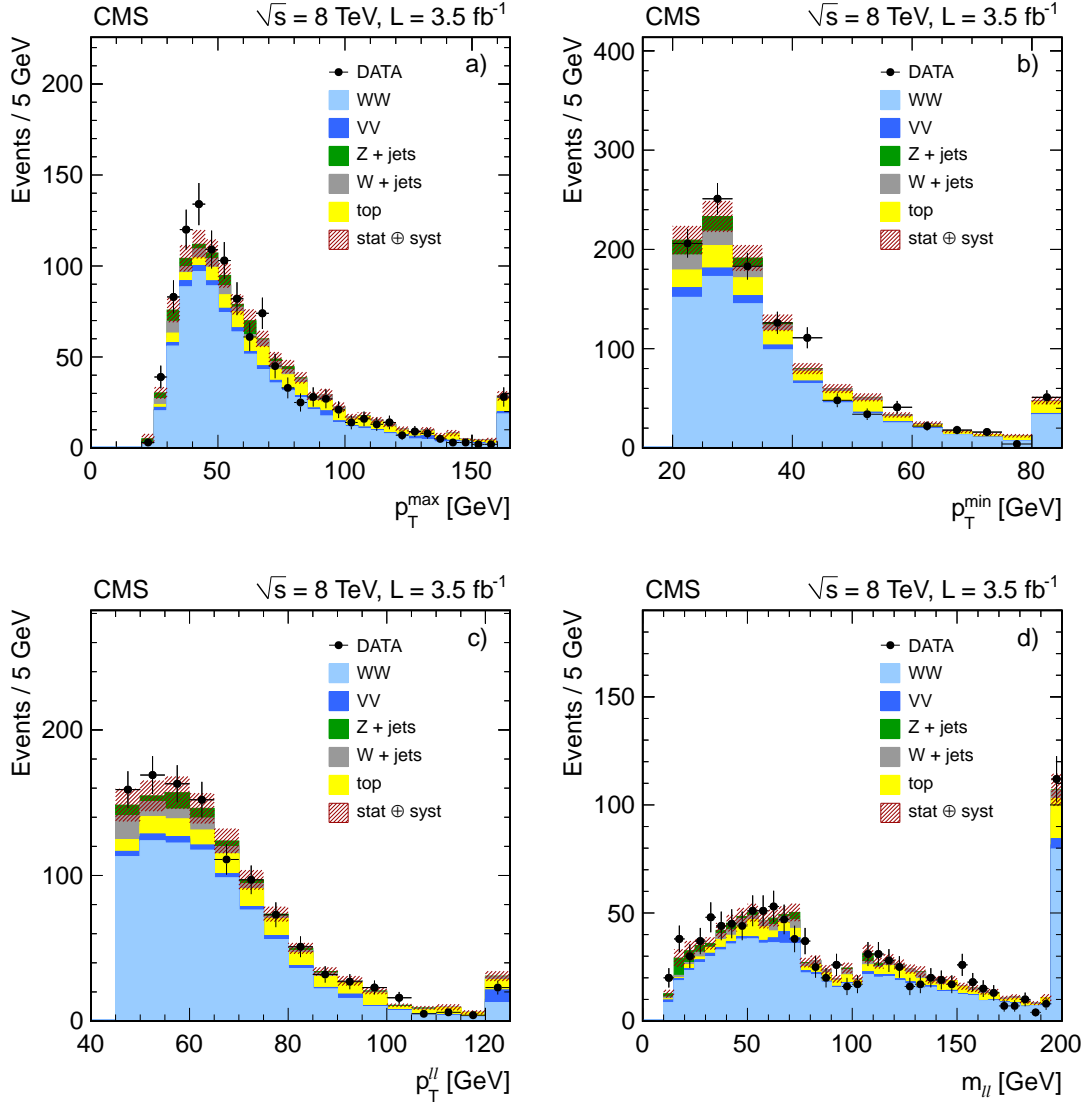 CMS √s = 8 TeV, L = 3.5 fb⁻¹
a)
Events / 5 GeV
DATA
WW
VV
Z + jets
W + jets
top
stat ⊕ syst
200
150
100
50
0
0 50 100 150
p_T^max [GeV]
CMS √s = 8 TeV, L = 3.5 fb⁻¹
b)
Events / 5 GeV
DATA
WW
VV
Z + jets
W + jets
top
stat ⊕ syst
400
300
200
100
0
20 40 60 80
p_T^min [GeV]
CMS √s = 8 TeV, L = 3.5 fb⁻¹
c)
Events / 5 GeV
DATA
WW
VV
Z + jets
W + jets
top
stat ⊕ syst
200
100
0
40 60 80 100 120
p_T^ll [GeV]
CMS √s = 8 TeV, L = 3.5 fb⁻¹
d)
Events / 5 GeV
DATA
WW
VV
Z + jets
W + jets
top
stat ⊕ syst
150
100
50
0
0 50 100 150 200
m_ll [GeV]